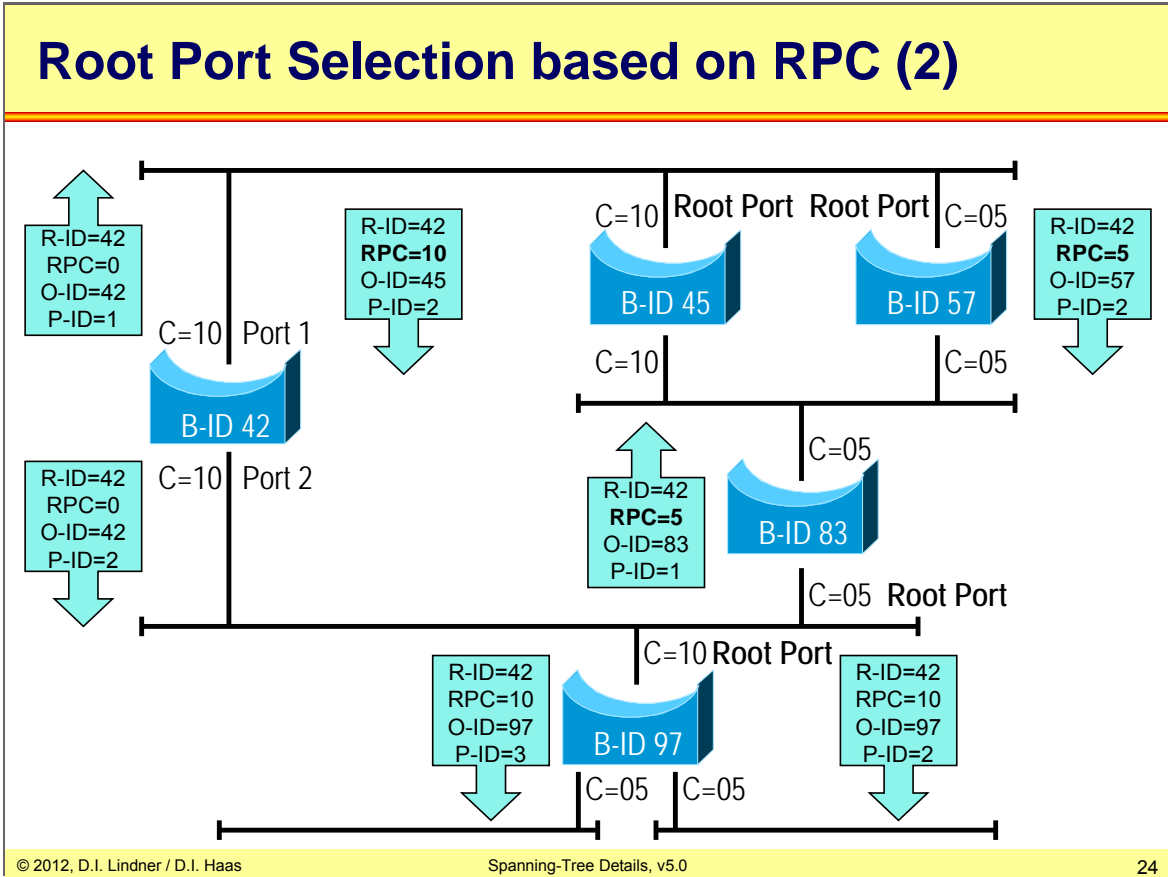 Root Port Selection based on RPC (2)
R-ID=42
RPC=0
O-ID=42
P-ID=1
R-ID=42
RPC=10
O-ID=45
P-ID=2
C=10
Root Port
Root Port
C=05
R-ID=42
RPC=5
O-ID=57
P-ID=2
B-ID 45
B-ID 57
C=10
Port 1
C=10
C=05
B-ID 42
R-ID=42
RPC=0
O-ID=42
P-ID=2
C=10
Port 2
R-ID=42
RPC=5
O-ID=83
P-ID=1
C=05
B-ID 83
C=05
Root Port
R-ID=42
RPC=10
O-ID=97
P-ID=3
C=10
Root Port
B-ID 97
R-ID=42
RPC=10
O-ID=97
P-ID=2
C=05
C=05
© 2012, D.I. Lindner / D.I. Haas
Spanning-Tree Details, v5.0
24